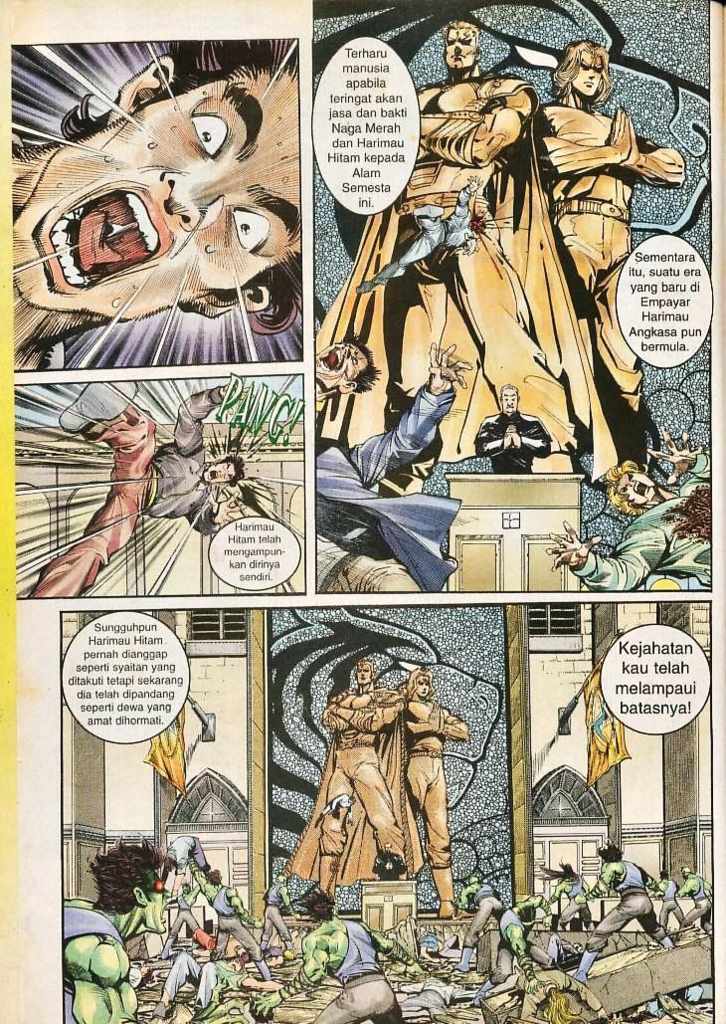 Terharu
manusia
apabila
teringat akan
jasa dan bakti
Naga Merah
dan Harimau
Hitam kepada
Alam
Semesta
ini.
Sementara
itu, suatu era
yang baru di
Empayar
Harimau
Angkasa pun
bermula.
PANG!
Harimau
Hitam telah
mengampun-
kan dirinya
sendiri.
Sungguhpun
Harimau Hitam
pernah dianggap
seperti syaitan yang
ditakuti tetapi sekarang
dia telah dipandang
seperti dewa yang
amat dihormati.
Kejahatan
kau telah
melampaui
batasnya!